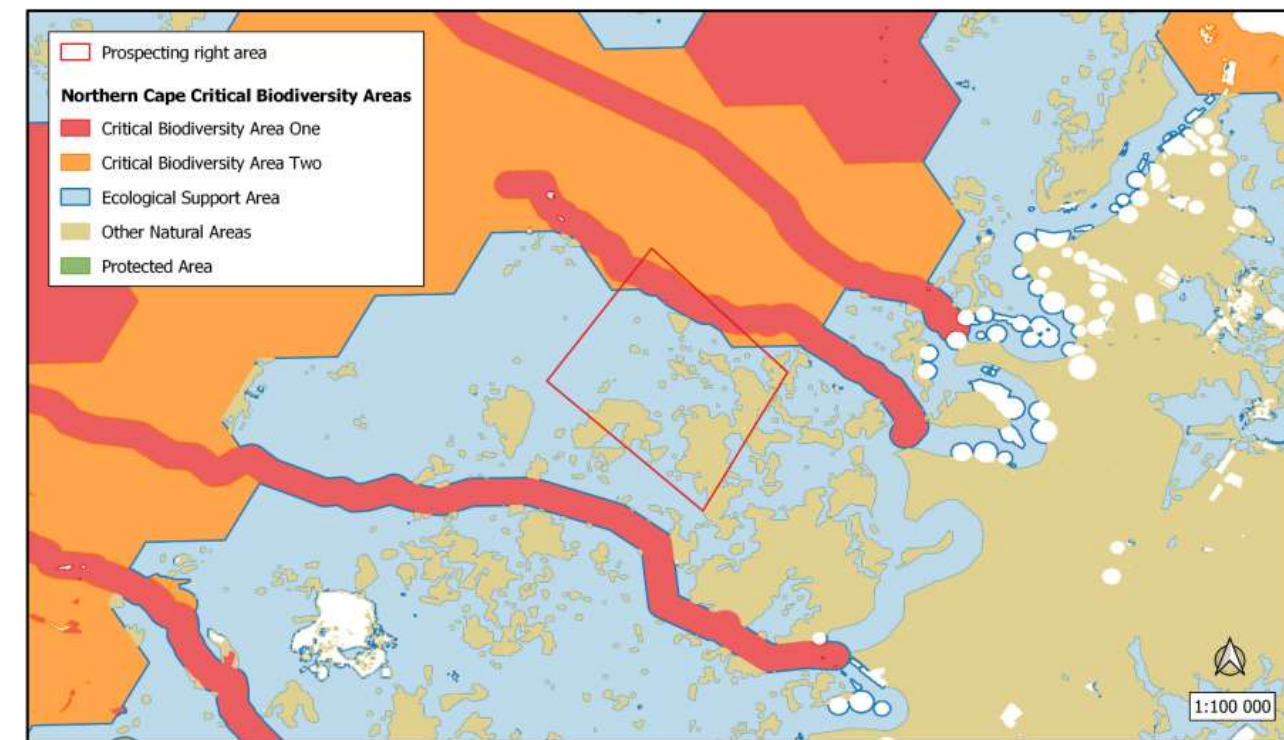 Prospecting right area
Northern Cape Critical Biodiversity Areas
Critical Biodiversity Area One
Critical Biodiversity Area Two
Ecological Support Area
Other Natural Areas
Protected Area
1:100 000